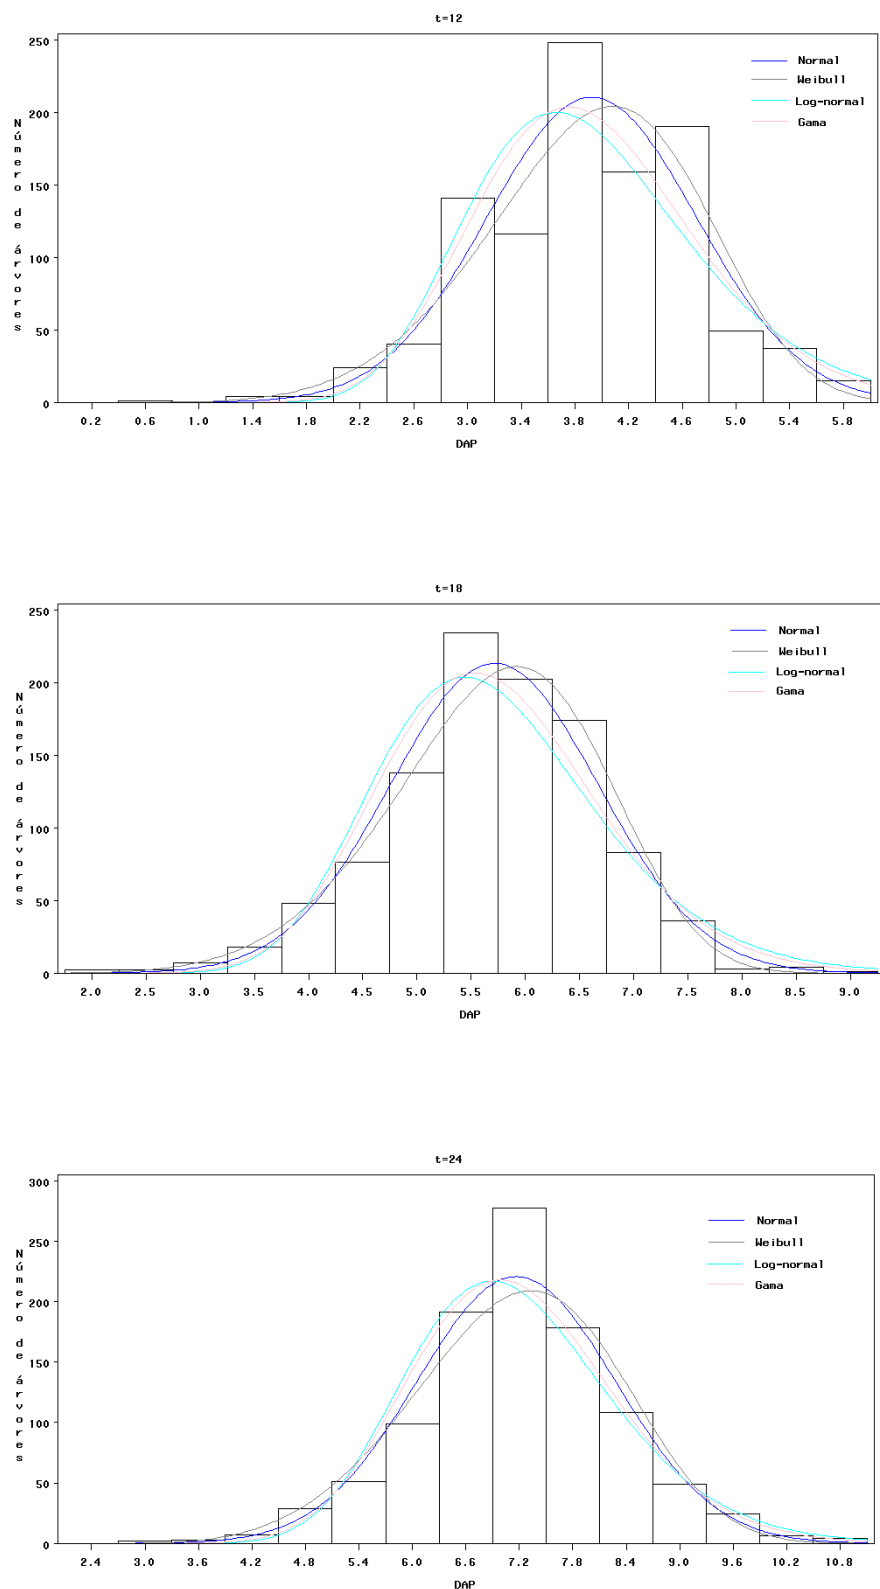 t=12
250
200
150
100
50
0
Número de árvores
Normal
Weibull
Log-normal
Gama
0.2 0.6 1.0 1.4 1.8 2.2 2.6 3.0 3.4 3.8 4.2 4.6 5.0 5.4 5.8
DAP
t=18
250
200
150
100
50
0
Número de árvores
Normal
Weibull
Log-normal
Gama
2.0 2.5 3.0 3.5 4.0 4.5 5.0 5.5 6.0 6.5 7.0 7.5 8.0 8.5 9.0
DAP
t=24
300
250
200
150
100
50
0
Número de árvores
Normal
Weibull
Log-normal
Gama
2.4 3.0 3.6 4.2 4.8 5.4 6.0 6.6 7.2 7.8 8.4 9.0 9.6 10.2 10.8
DAP